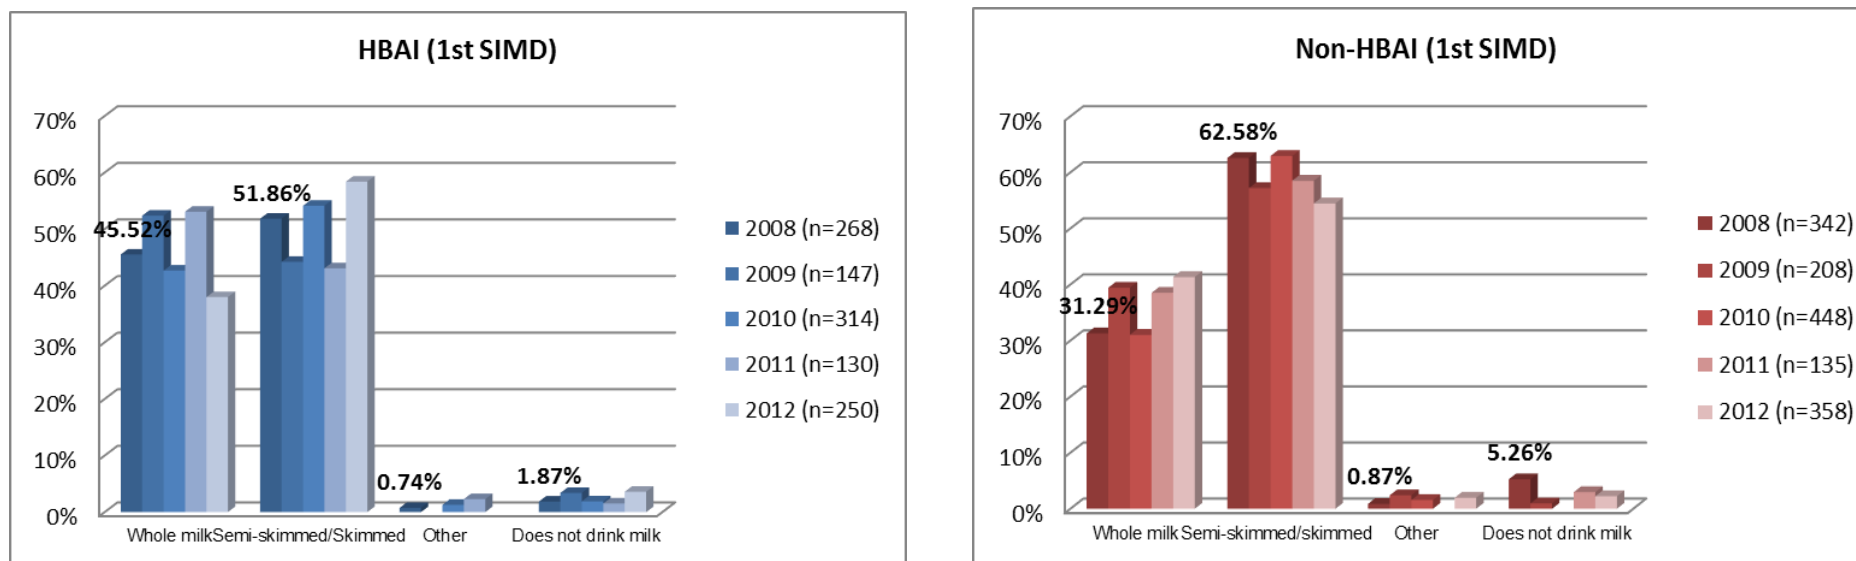 HBAI (1st SIMD)
70%
60%
50%
40%
30%
20%
10%
0%
45.52%
51.86%
0.74%
1.87%
Whole milk
Semi-skimmed/Skimmed
Other
Does not drink milk
2008 (n=268)
2009 (n=147)
2010 (n=314)
2011 (n=130)
2012 (n=250)
Non-HBAI (1st SIMD)
70%
60%
50%
40%
30%
20%
10%
0%
31.29%
62.58%
0.87%
5.26%
Whole milk
Semi-skimmed/skimmed
Other
Does not drink milk
2008 (n=342)
2009 (n=208)
2010 (n=448)
2011 (n=135)
2012 (n=358)